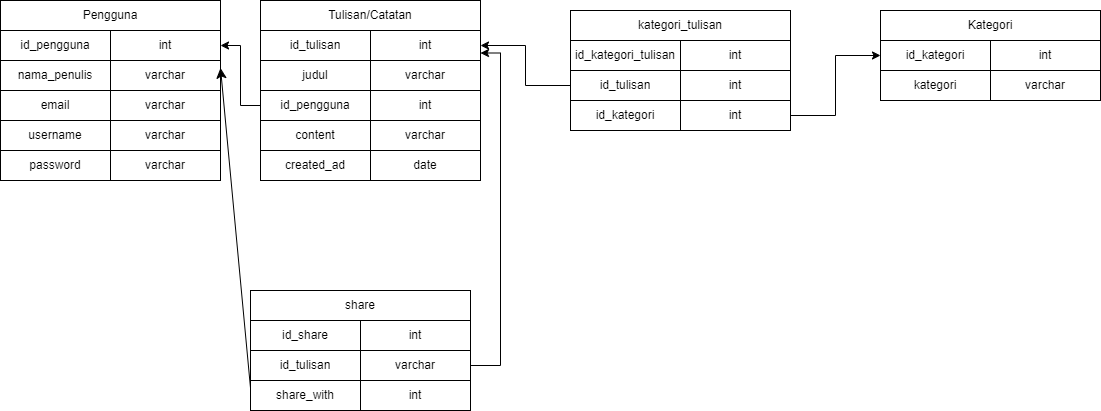 Pengguna
id_pengguna int
nama_penulis varchar
email varchar
username varchar
password varchar
Tulisan/Catatan
id_tulisan int
judul varchar
id_pengguna int
content varchar
created_ad date
kategori_tulisan
id_kategori_tulisan int
id_tulisan int
id_kategori int
Kategori
id_kategori int
kategori varchar
share
id_share int
id_tulisan varchar
share_with int